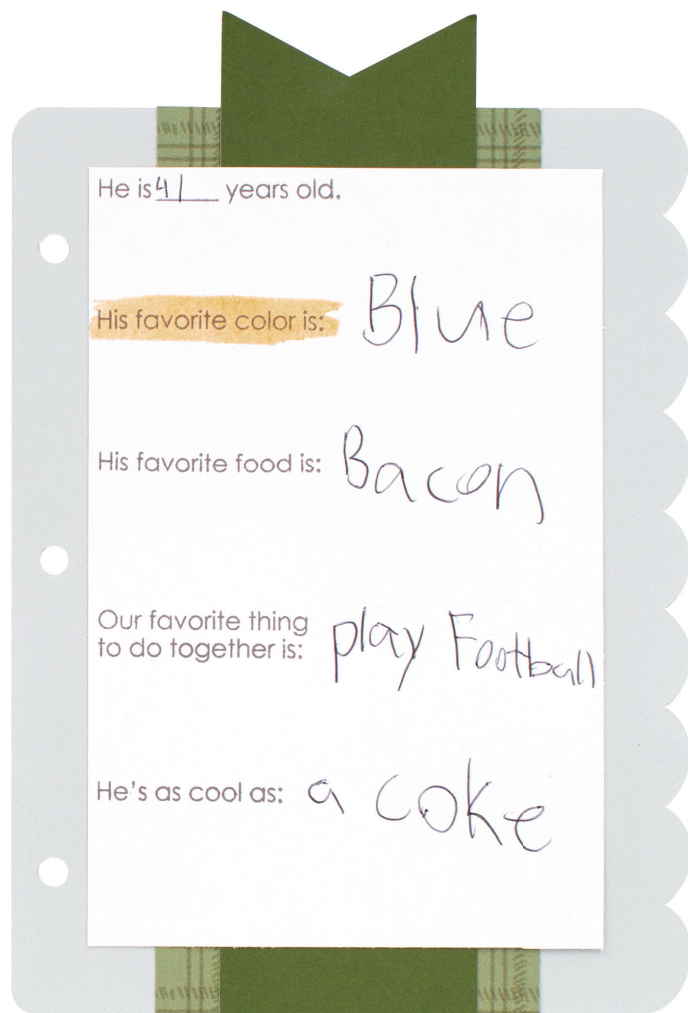 He is 41 years old.
His favorite color is: Blue
His favorite food is: Bacon
Our favorite thing
to do together is: play Football
He's as cool as: a coke